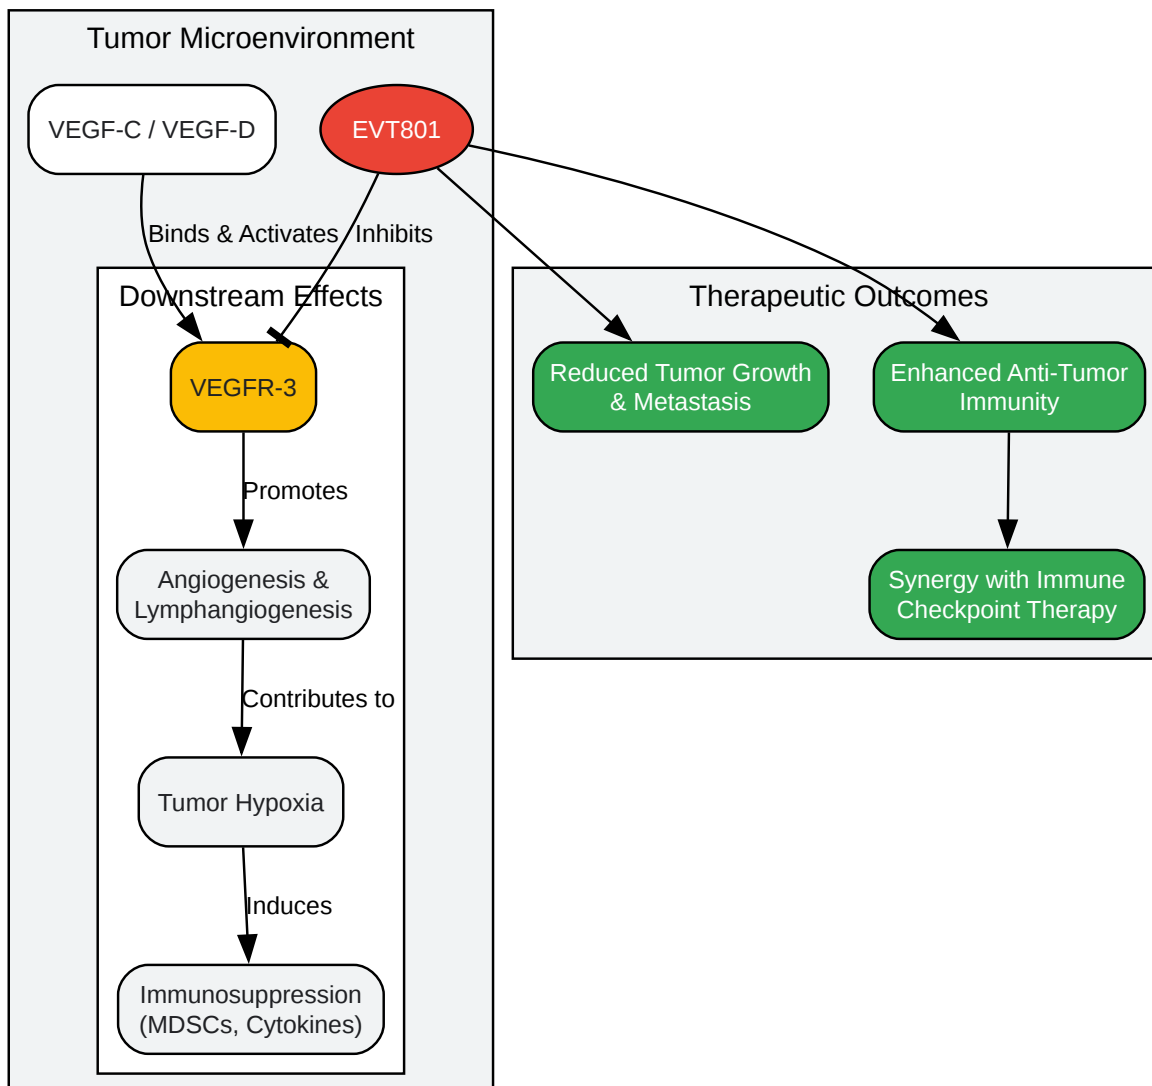 Tumor Microenvironment
VEGF-C / VEGF-D
EVT801
Binds & Activates
Inhibits
Downstream Effects
Therapeutic Outcomes
VEGFR-3
Reduced Tumor Growth
& Metastasis
Enhanced Anti-Tumor
Immunity
Promotes
Angiogenesis &
Lymphangiogenesis
Synergy with Immune
Checkpoint Therapy
Contributes to
Tumor Hypoxia
Induces
Immunosuppression
(MDSCs, Cytokines)